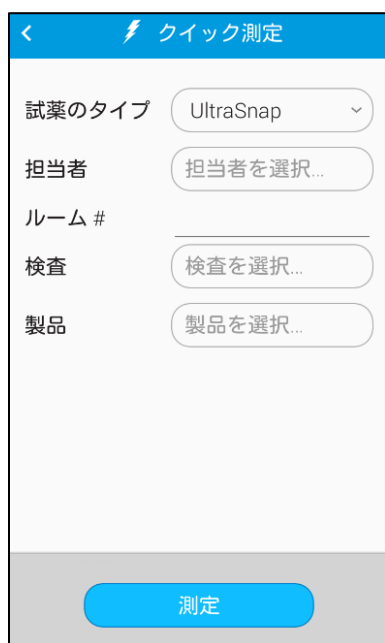 クイック測定
試薬のタイプ UltraSnap
担当者 担当者を選択...
ルーム #
検査 検査を選択...
製品 製品を選択...
測定